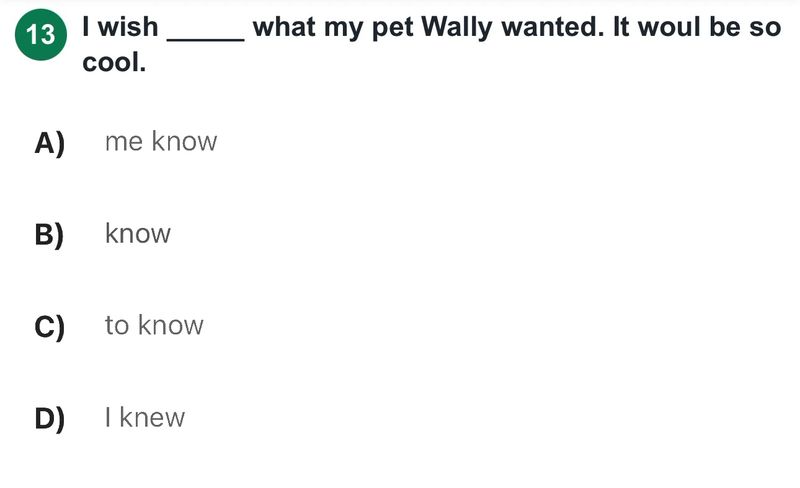 13 I wish _____ what my pet Wally wanted. It woul be so
cool.
A) me know
B) know
C) to know
D) I knew